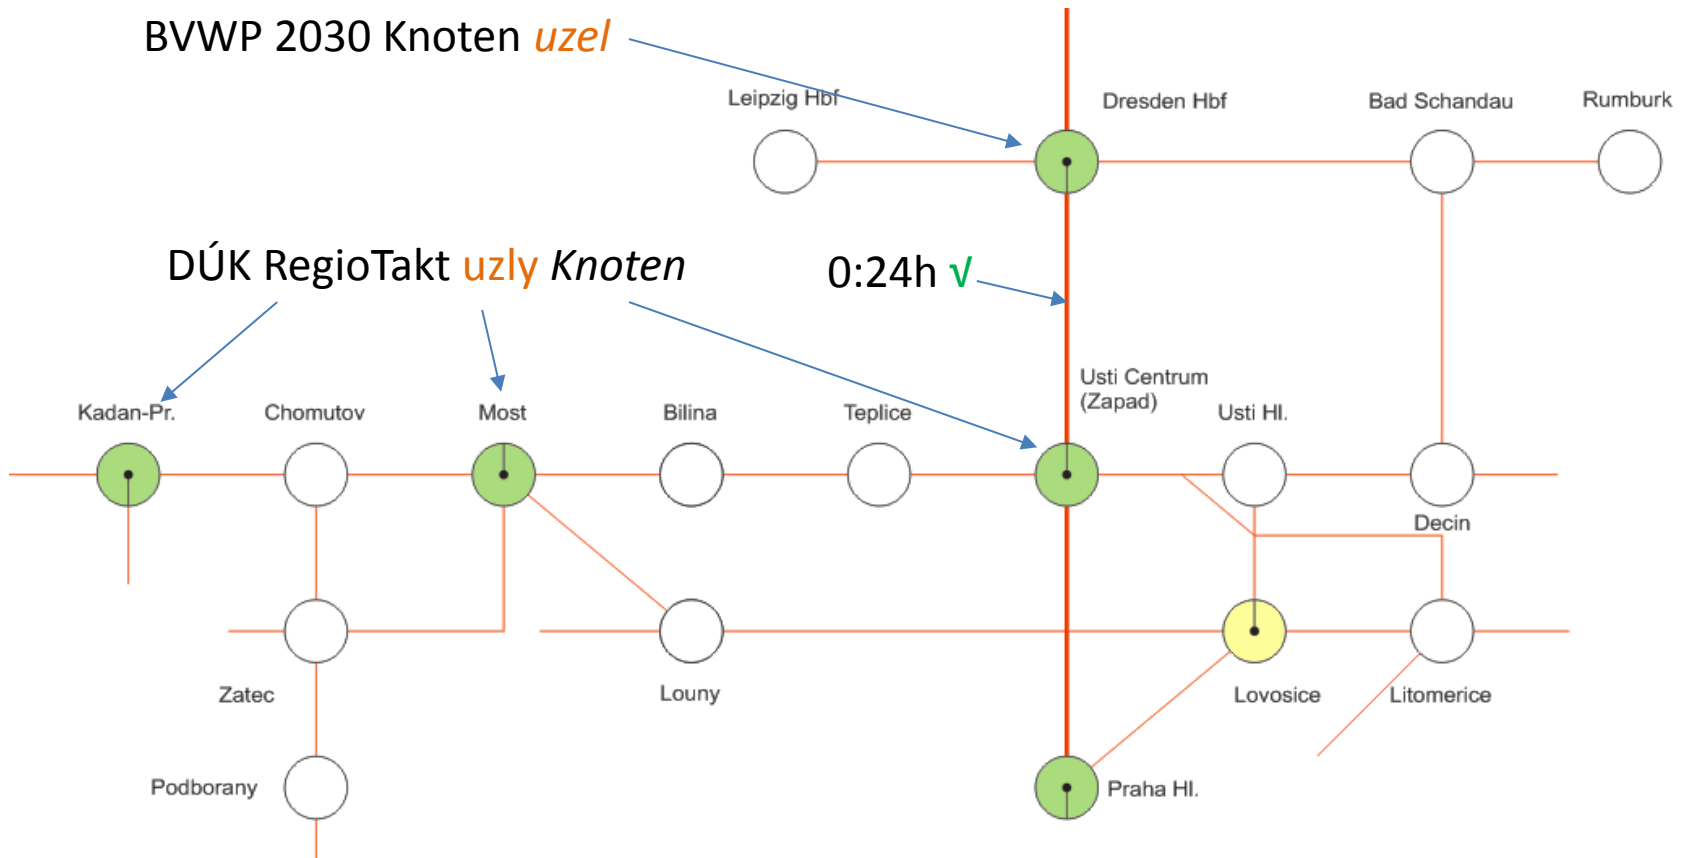 BVWP 2030 Knoten uzel
Leipzig Hbf
Dresden Hbf
Bad Schandau
Rumburk
DÚK RegioTakt uzly Knoten
0:24h √
Usti Centrum
(Zapad)
Kadan-Pr.
Chomutov
Most
Bilina
Teplice
Usti Hl.
Decin
Zatec
Louny
Lovosice
Litomerice
Podborany
Praha Hl.